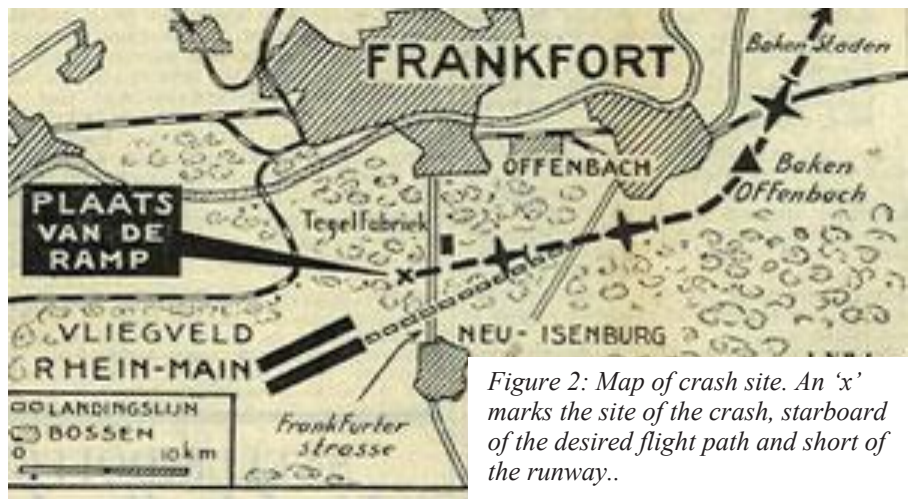 FRANKFORT
Baken Staden
OFFENBACH
Baken
Offenbach
PLAATS
VAN DE
RAMP
Tegelfabriek
VLIEGVELD
RHEIN-MAIN
NEU-ISENBURG
LANDINGSLIJN
BOSSEN
0 10 km
Frankfurter
strasse
Figure 2: Map of crash site. An ‘x’
marks the site of the crash, starboard
of the desired flight path and short of
the runway..